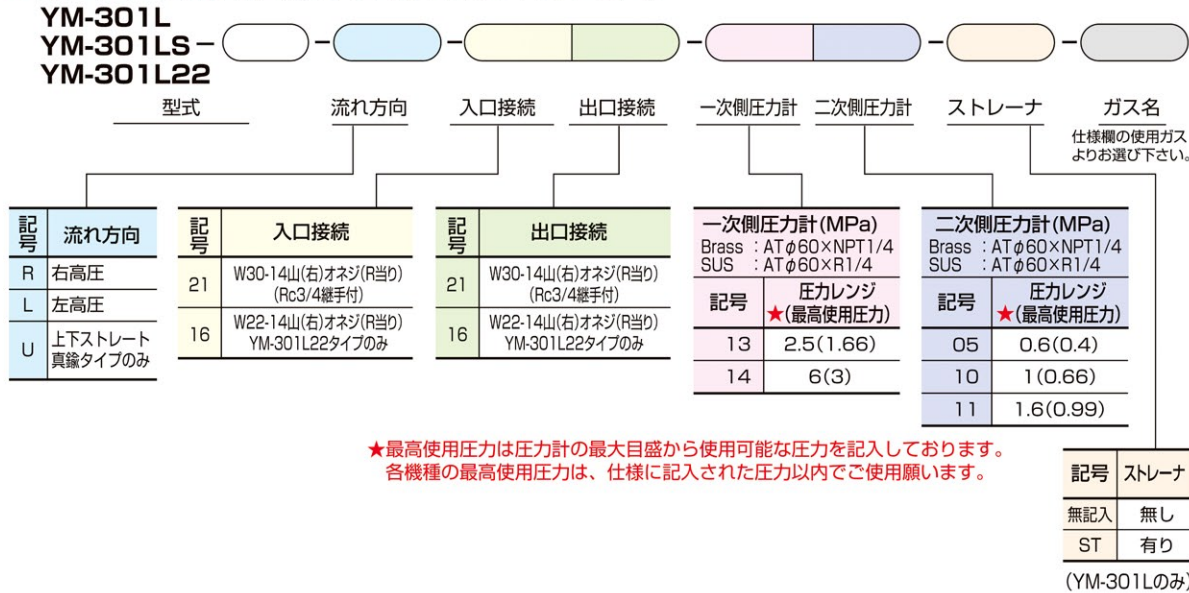 YM-301L
YM-301LS－
YM-301L22
型式 流れ方向 入口接続 出口接続 一次側圧力計 二次側圧力計 ストレーナ ガス名
仕様欄の使用ガス
よりお選び下さい。
記号 流れ方向
R 右高圧
L 左高圧
U 上下ストレート
真鍮タイプのみ
記号 入口接続
21 W30-14山(右)オネジ(R当り)
(Rc3/4継手付)
16 W22-14山(右)オネジ(R当り)
YM-301L22タイプのみ
記号 出口接続
21 W30-14山(右)オネジ(R当り)
(Rc3/4継手付)
16 W22-14山(右)オネジ(R当り)
YM-301L22タイプのみ
一次側圧力計(MPa)
Brass：ATφ60×NPT1/4
SUS ：ATφ60×R1/4
記号 圧力レンジ
★(最高使用圧力)
13 2.5(1.66)
14 6(3)
二次側圧力計(MPa)
Brass：ATφ60×NPT1/4
SUS ：ATφ60×R1/4
記号 圧力レンジ
★(最高使用圧力)
05 0.6(0.4)
10 1(0.66)
11 1.6(0.99)
★最高使用圧力は圧力計の最大目盛から使用可能な圧力を記入しております。
各機種の最高使用圧力は、仕様に記入された圧力以内でご使用願います。
記号 ストレーナ
無記入 無し
ST 有り
(YM-301Lのみ)